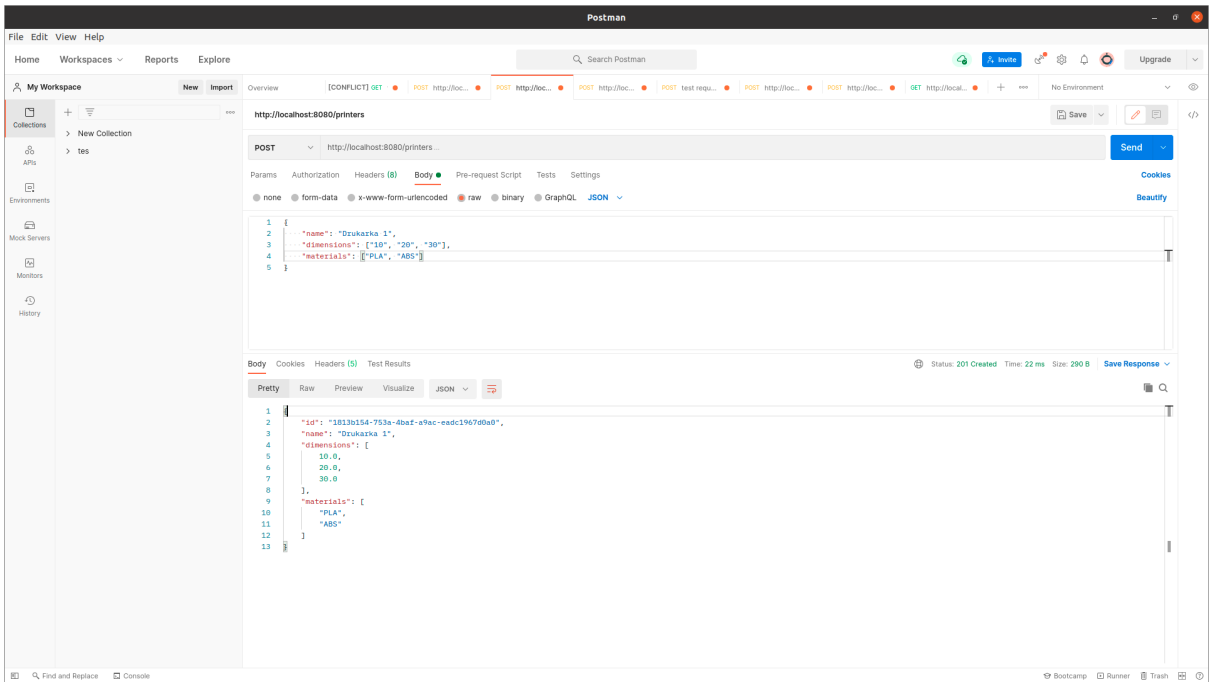 Postman
File Edit View Help
Home Workspaces Reports Explore Search Postman Invite Upgrade
My Workspace New Import Overview [CONFLICT] GET POST http://loc... POST http://loc... POST http://loc... POST test requ... POST http://loc... POST http://loc... GET http://local... + No Environment
Collections
APIs
Environments
Mock Servers
Monitors
History
New Collection
tes
http://localhost:8080/printers Save
POST http://localhost:8080/printers... Send
Params Authorization Headers (8) Body Pre-request Script Tests Settings Cookies
none form-data x-www-form-urlencoded raw binary GraphQL JSON Beautify
1 {
2 "name": "Drukarka 1",
3 "dimensions": ["10", "20", "30"],
4 "materials": ["PLA", "ABS"]
5 }
Body Cookies Headers (5) Test Results Status: 201 Created Time: 22 ms Size: 290 B Save Response
Pretty Raw Preview Visualize JSON
1 {
2 "id": "1813b154-753a-4baf-a9ac-eadc1967d0a0",
3 "name": "Drukarka 1",
4 "dimensions": [
5 10.0,
6 20.0,
7 30.0
8 ],
9 "materials": [
10 "PLA",
11 "ABS"
12 ]
13 }
Find and Replace Console Bootcamp Runner Trash